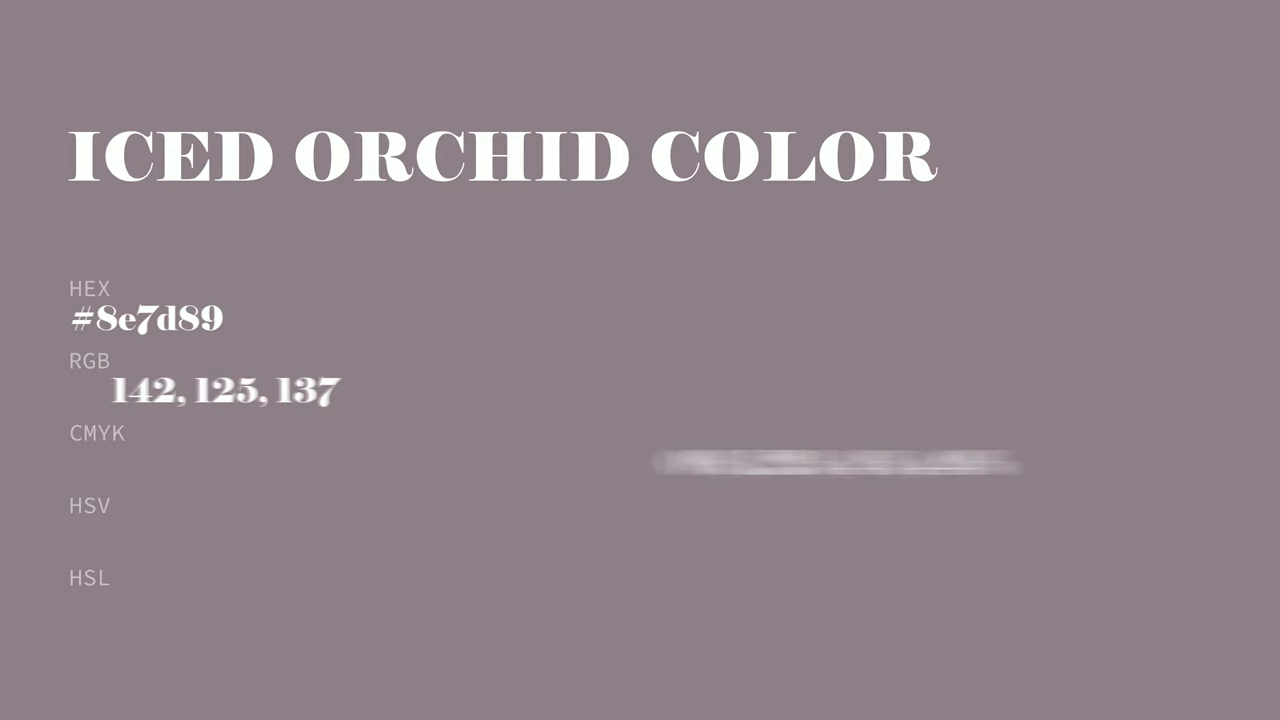 ICED ORCHID COLOR
HEX
#8e7d89
RGB
142, 125, 137
CMYK
HSV
HSL